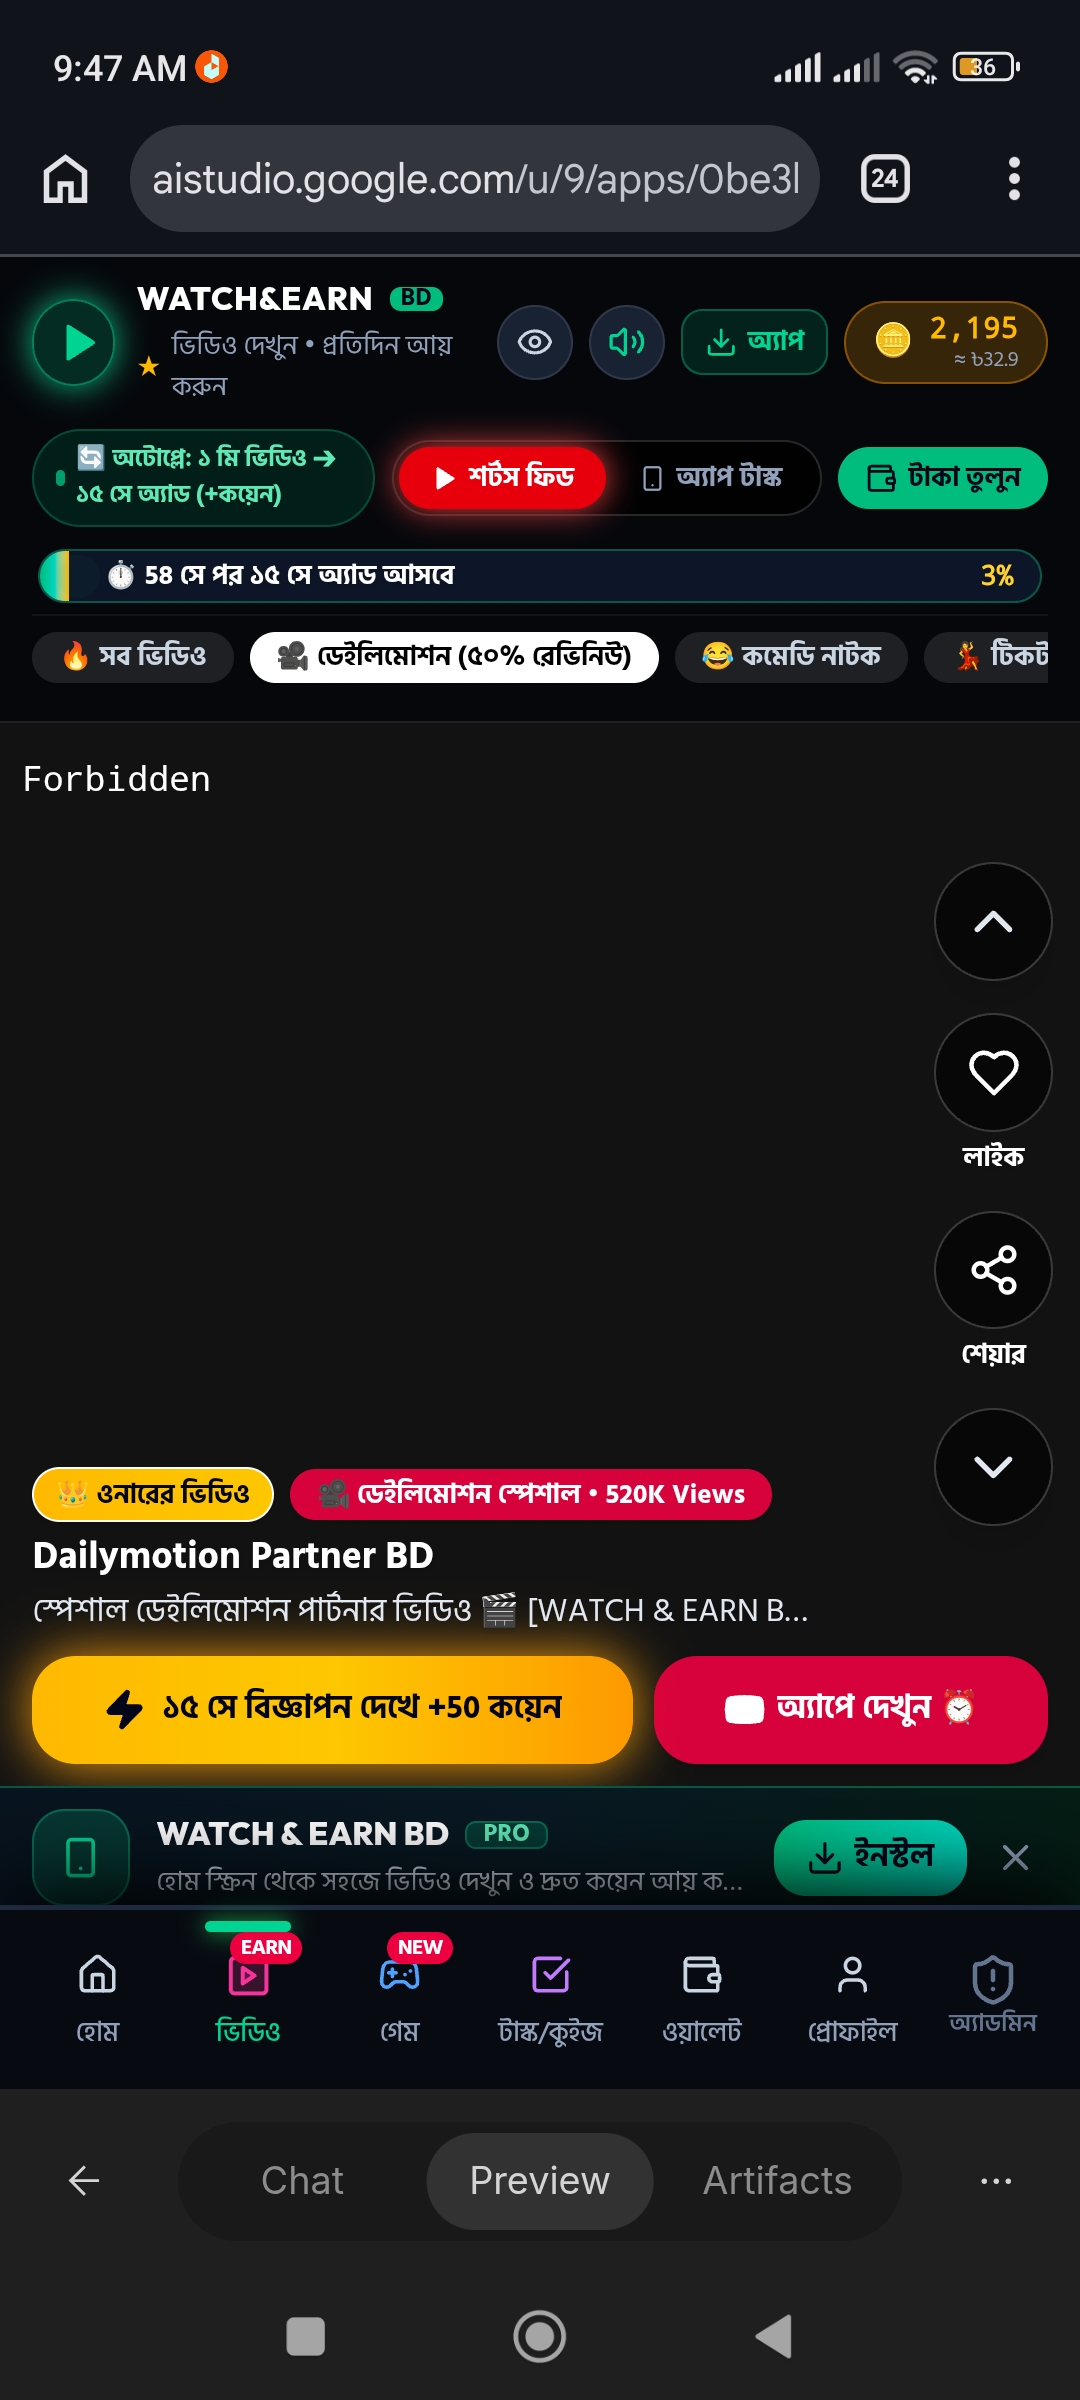 9:47 AM
36
aistudio.google.com/u/9/apps/0be3l
24
WATCH&EARN BD
ভিডিও দেখুন • প্রতিদিন আয়
করুন
অ্যাপ
2,195
≈ ৳32.9
অটোপ্লে: ১ মি ভিডিও →
১৫ সে অ্যাড (+কয়েন)
শর্টস ফিড
অ্যাপ টাস্ক
টাকা তুলুন
58 সে পর ১৫ সে অ্যাড আসবে
3%
সব ভিডিও
ডেইলিমোশন (৫০% রেভিনিউ)
কমেডি নাটক
টিকট
Forbidden
লাইক
শেয়ার
ওনারের ভিডিও
ডেইলিমোশন স্পেশাল • 520K Views
Dailymotion Partner BD
স্পেশাল ডেইলিমোশন পার্টনার ভিডিও 🎬 [WATCH & EARN B...
১৫ সে বিজ্ঞাপন দেখে +50 কয়েন
অ্যাপে দেখুন ⏰
WATCH & EARN BD PRO
হোম স্ক্রিন থেকে সহজে ভিডিও দেখুন ও দ্রুত কয়েন আয় ক...
ইনস্টল
EARN
NEW
হোম
ভিডিও
গেম
টাস্ক/কুইজ
ওয়ালেট
প্রোফাইল
অ্যাডমিন
Chat
Preview
Artifacts